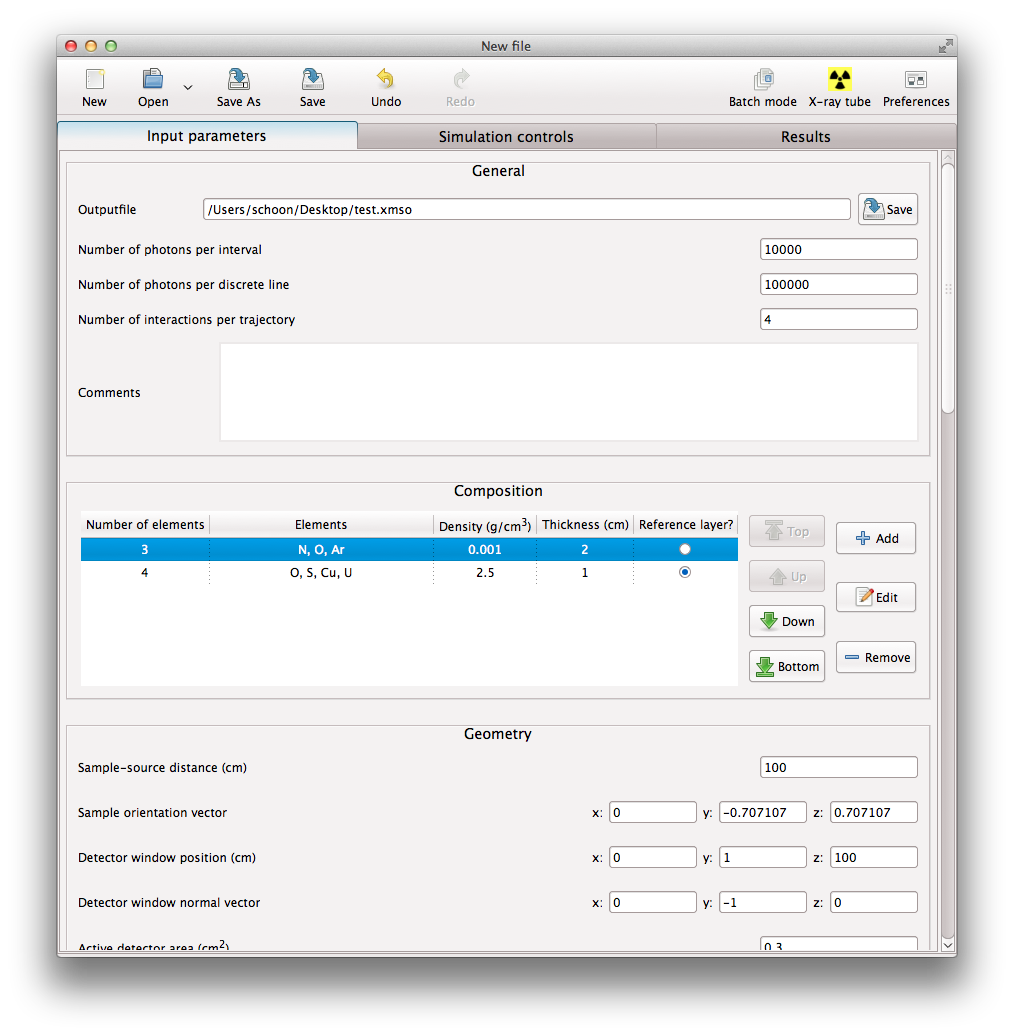 New file
New Open Save As Save Undo Redo Batch mode X-ray tube Preferences
Input parameters Simulation controls Results
General
Outputfile /Users/schoon/Desktop/test.xmso Save
Number of photons per interval 10000
Number of photons per discrete line 100000
Number of interactions per trajectory 4
Comments
Composition
Number of elements Elements Density (g/cm³) Thickness (cm) Reference layer?
3 N, O, Ar 0.001 2
4 O, S, Cu, U 2.5 1
Top
Up
Down
Bottom
Add
Edit
Remove
Geometry
Sample-source distance (cm) 100
Sample orientation vector x: 0 y: -0.707107 z: 0.707107
Detector window position (cm) x: 0 y: 1 z: 100
Detector window normal vector x: 0 y: -1 z: 0
Active detector area (cm²) 0.3